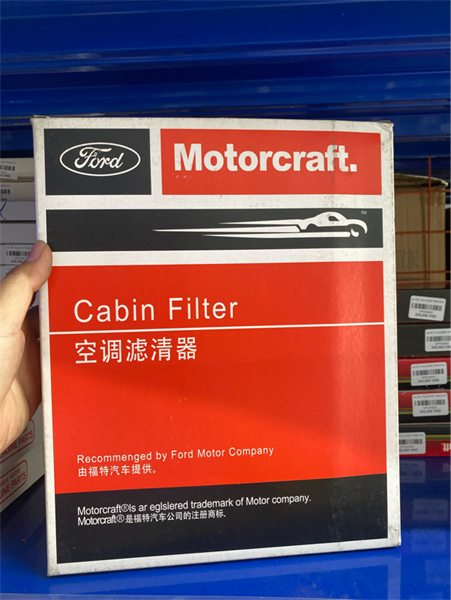 Ford
Motorcraft.
TM
Cabin Filter
空调滤清器
Recommenged by Ford Motor Company
由福特汽车提供。
Motorcraft®Is ar eglslered trademark of Motor company.
Motorcraft®是福特汽车公司的注册商标.